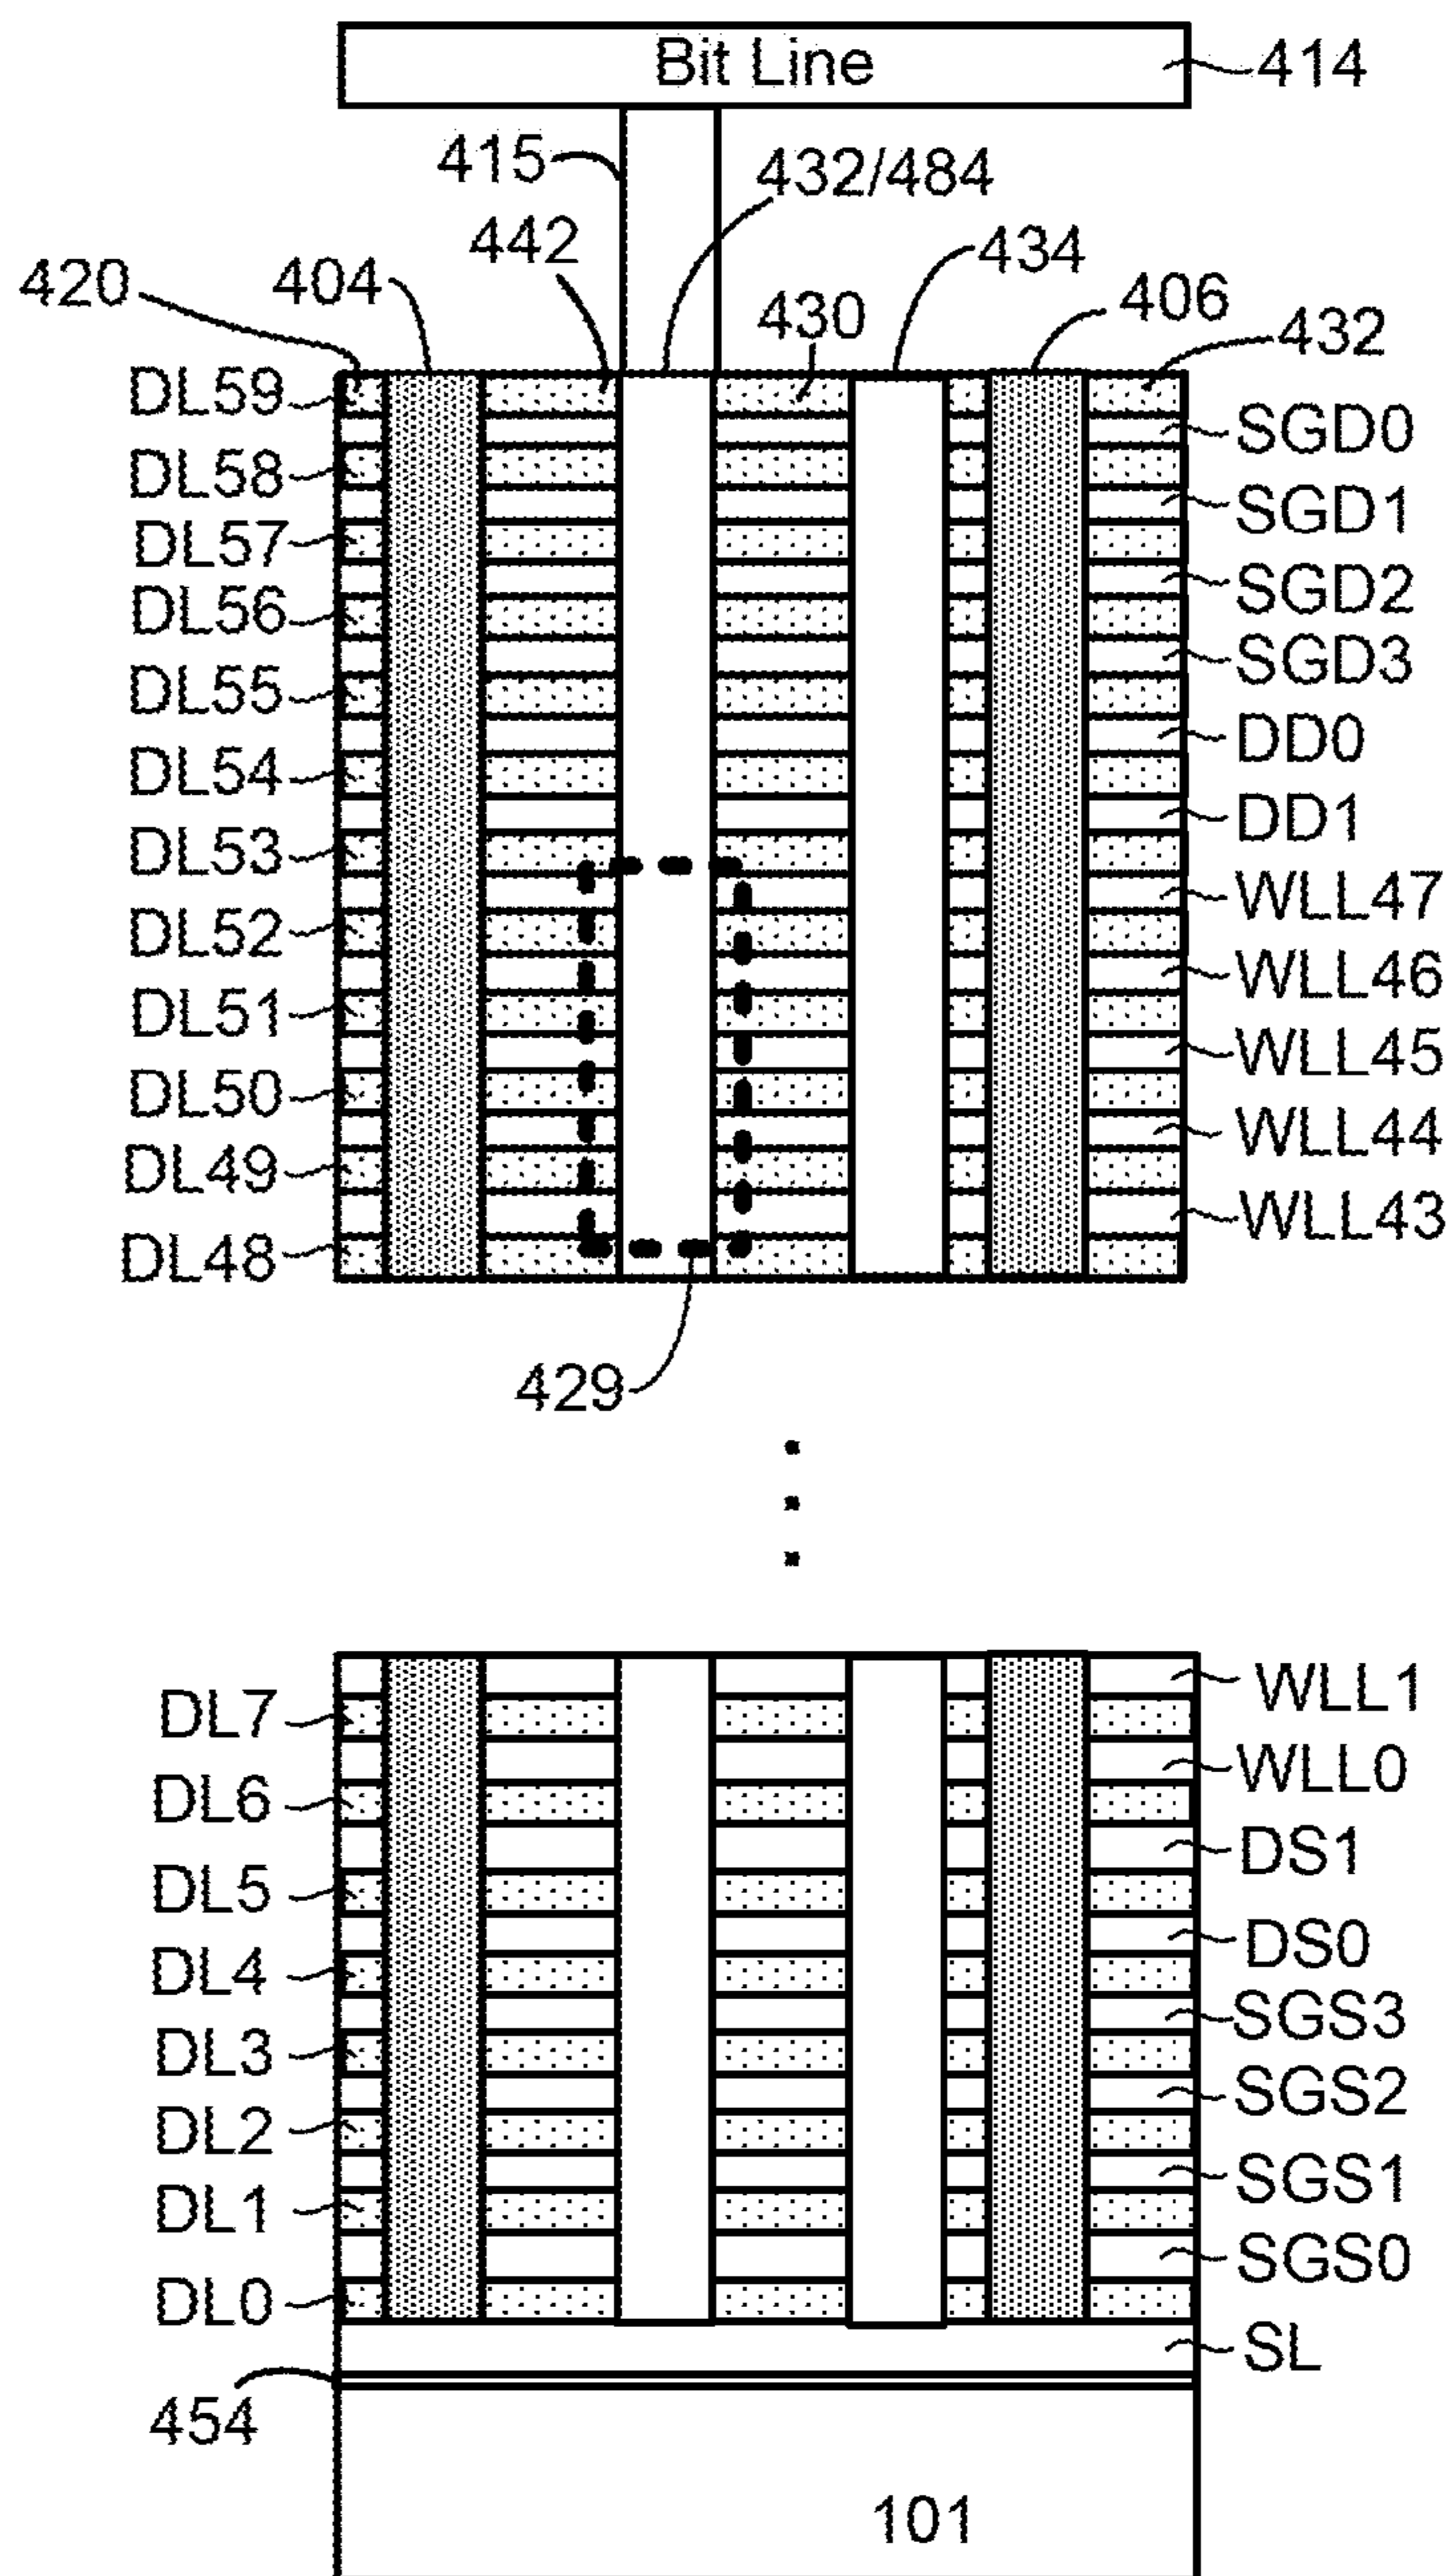 Bit Line
414
415
432/484
442
434
420
404
406
430
432
DL59
SGD0
DL58
SGD1
DL57
SGD2
DL56
SGD3
DL55
DD0
DL54
DD1
DL53
WLL47
DL52
WLL46
DL51
WLL45
DL50
WLL44
DL49
WLL43
DL48
429
WLL1
DL7
WLL0
DL6
DS1
DL5
DS0
DL4
SGS3
DL3
SGS2
DL2
SGS1
DL1
SGS0
DL0
SL
454
101